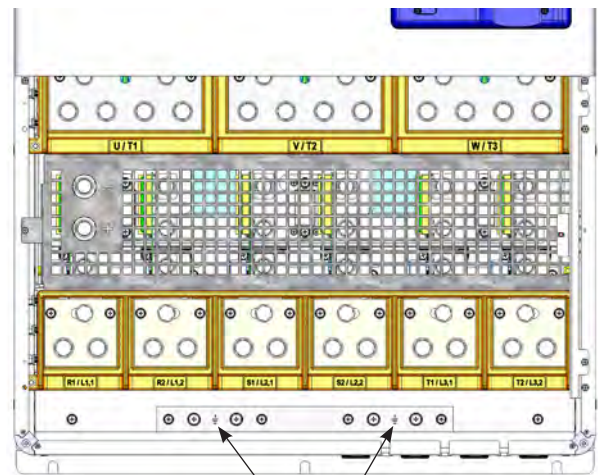 U / T1
V / T2
W / T3
−
+
R1 / L1,1
R2 / L1,2
S1 / L2,1
S2 / L2,2
T1 / L3,1
T2 / L3,2